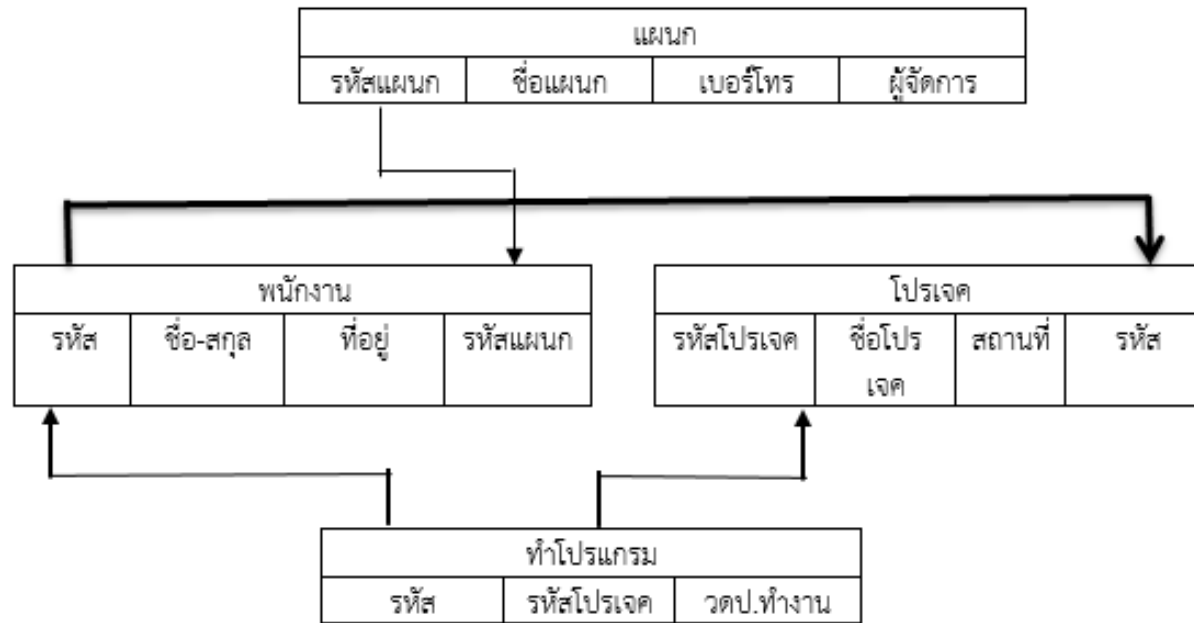 แผนก
รหัสแผนก ชื่อแผนก เบอร์โทร ผู้จัดการ
พนักงาน
รหัส ชื่อ-สกุล ที่อยู่ รหัสแผนก
โปรเจค
รหัสโปรเจค ชื่อโปร สถานที่ รหัส
เจค
ทำโปรแกรม
รหัส รหัสโปรเจค วดป.ทำงาน